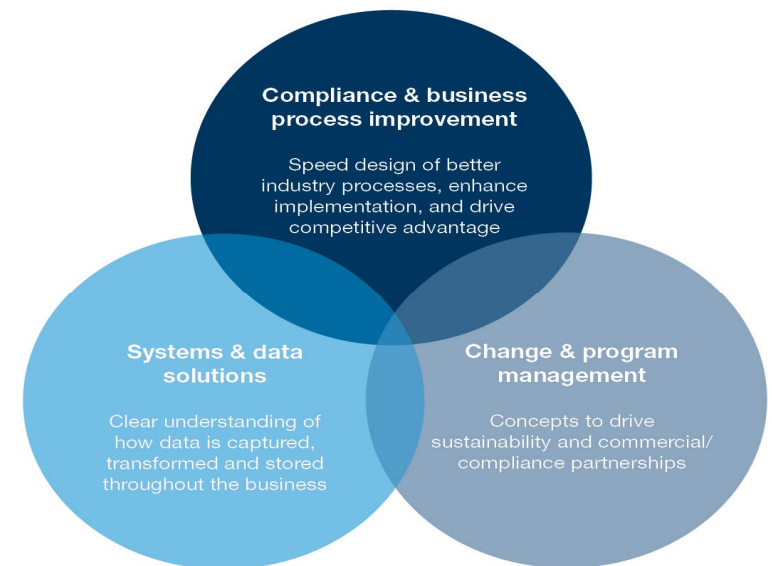 Compliance & business
process improvement
Speed design of better
industry processes, enhance
implementation, and drive
competitive advantage
Systems & data
solutions
Clear understanding of
how data is captured,
transformed and stored
throughout the business
Change & program
management
Concepts to drive
sustainability and commercial/
compliance partnerships